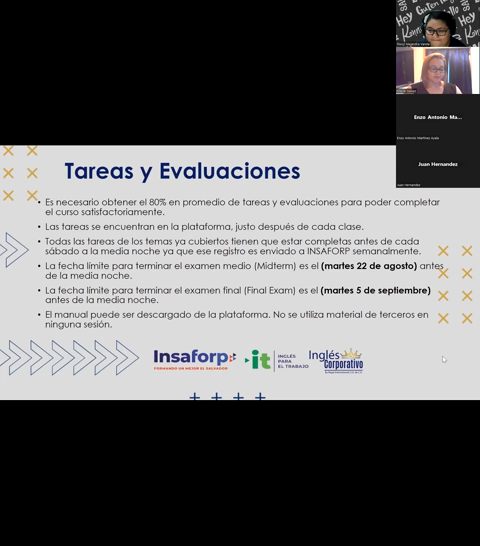 Hey
Enzo Antonio Ma...
Enzo Antonio Martinez Ayala
Juan Hernandez
Juan Hernandez
Tareas y Evaluaciones
• Es necesario obtener el 80% en promedio de tareas y evaluaciones para poder completar
el curso satisfactoriamente.
• Las tareas se encuentran en la plataforma, justo después de cada clase.
• Todas las tareas de los temas ya cubiertos tienen que estar completas antes de cada
sábado a la media noche ya que ese registro es enviado a INSAFORP semanalmente.
• La fecha límite para terminar el examen medio (Midterm) es el (martes 22 de agosto) antes
de la media noche.
• La fecha límite para terminar el examen final (Final Exam) es el (martes 5 de septiembre)
antes de la media noche.
• El manual puede ser descargado de la plataforma. No se utiliza material de terceros en
ninguna sesión.
Insaforp
FORMANDO UN MEJOR EL SALVADOR
it
INGLÉS
PARA
EL TRABAJO
Inglés
Corporativo